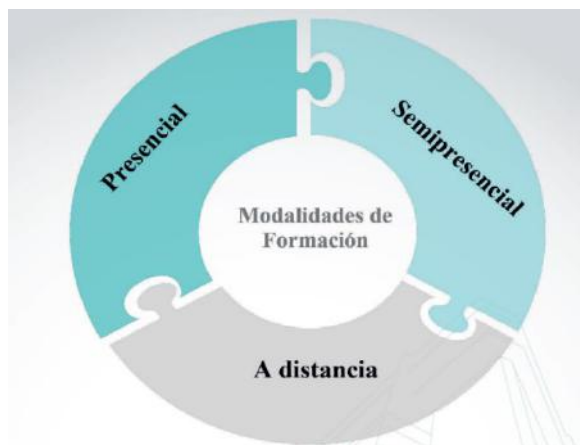 Presencial
Semipresencial
Modalidades de
Formación
A distancia